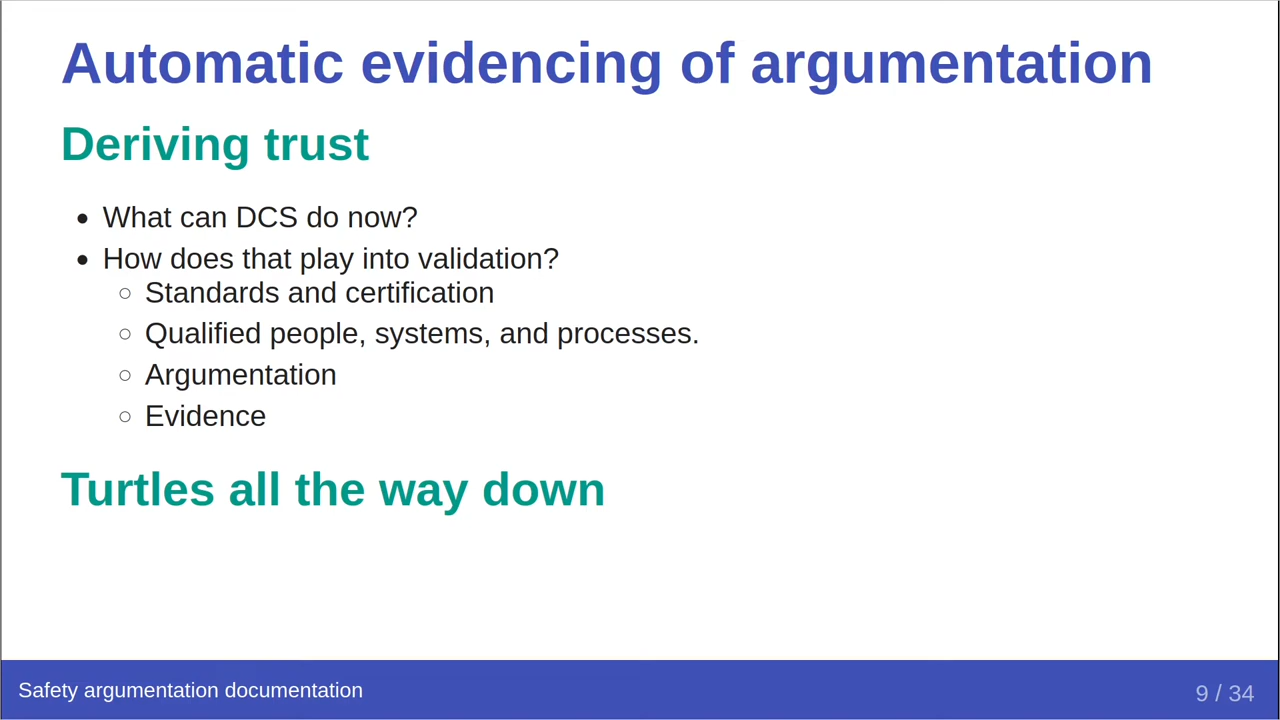 Automatic evidencing of argumentation
Deriving trust
What can DCS do now?
How does that play into validation?
Standards and certification
Qualified people, systems, and processes.
Argumentation
Evidence
Turtles all the way down
Safety argumentation documentation
9 / 34